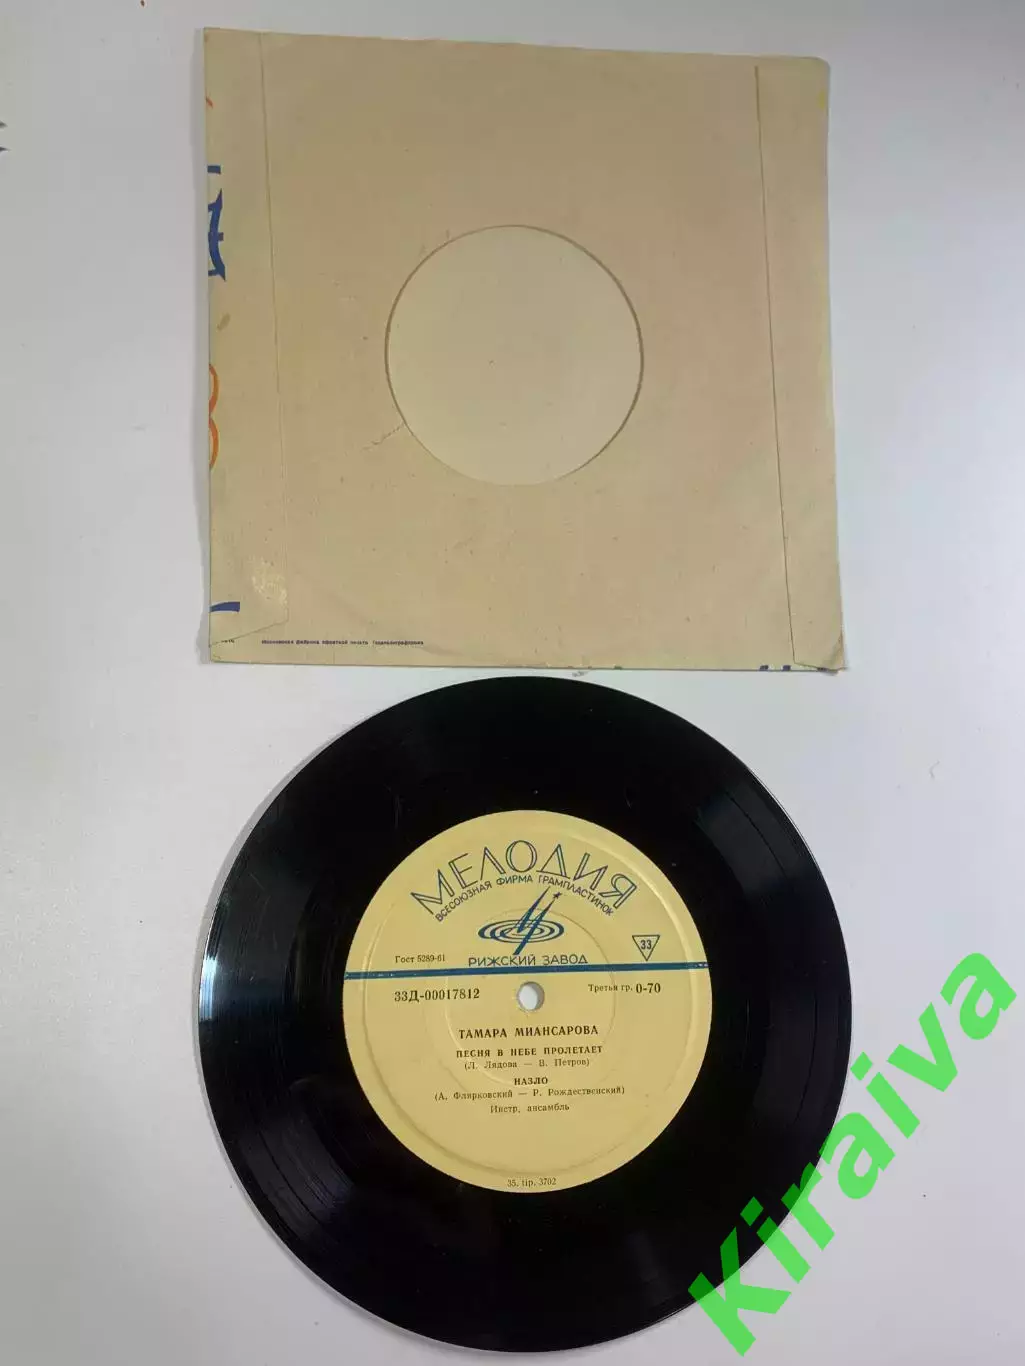 Московская фабрика офсетной печати Главполиграфпрома
МЕЛОДИЯ
ВСЕСОЮЗНАЯ ФИРМА ГРАМПЛАСТИНОК
Гост 5289-61
РИЖСКИЙ ЗАВОД
33
33Д-00017812
Третья гр. 0-70
ТАМАРА МИАНСАРОВА
ПЕСНЯ В НЕБЕ ПРОЛЕТАЕТ
(Л. Лядова — В. Петров)
НАЗЛО
(А. Флярковский — Р. Рождественский)
Инстр. ансамбль
35. tip. 3702
Kiraiva